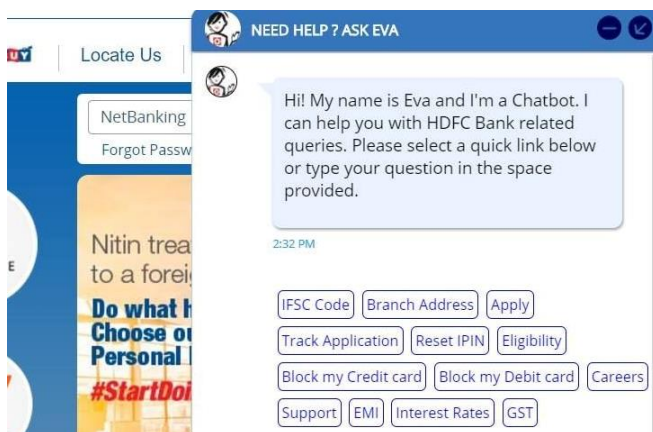 NEED HELP ? ASK EVA
Locate Us
NetBanking
Forgot Passw
Hi! My name is Eva and I'm a Chatbot. I
can help you with HDFC Bank related
queries. Please select a quick link below
or type your question in the space
provided.
2:32 PM
Nitin trea
to a foreig
Do what h
Choose ou
Personal
#StartDoi
IFSC Code Branch Address Apply
Track Application Reset IPIN Eligibility
Block my Credit card Block my Debit card Careers
Support EMI Interest Rates GST